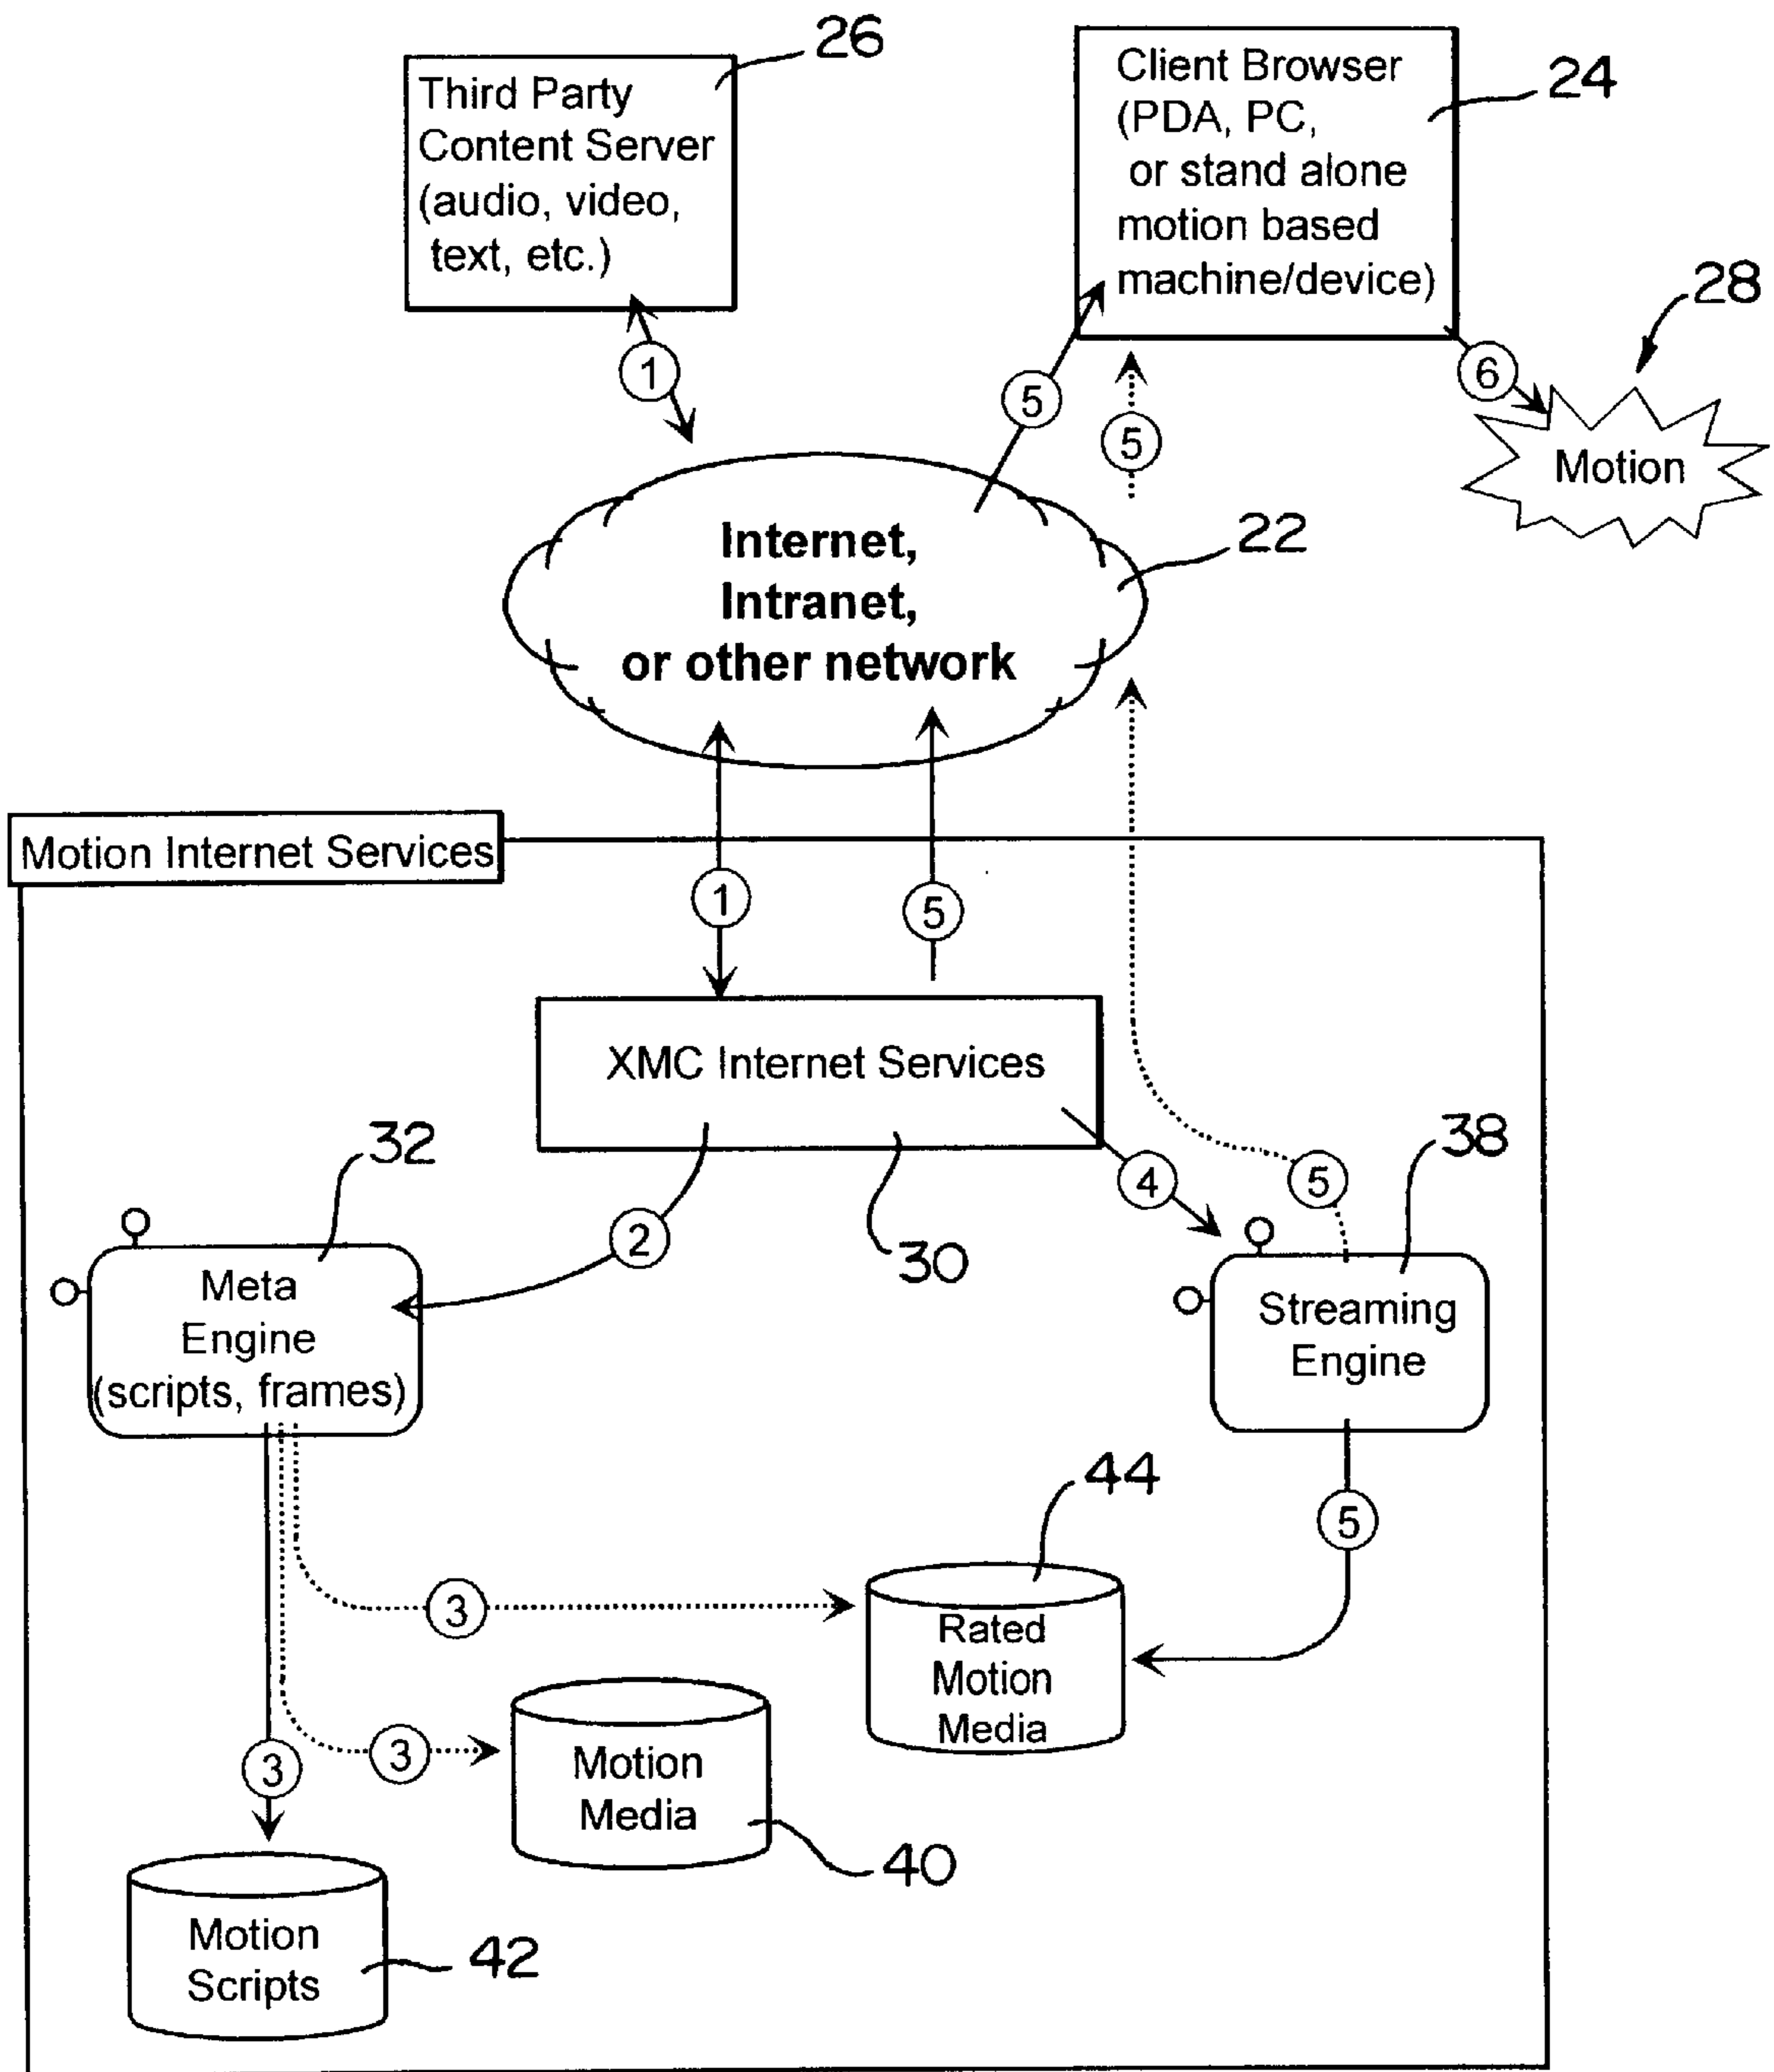 26
Third Party
Content Server
(audio, video,
text, etc.)
Client Browser
(PDA, PC,
or stand alone
motion based
machine/device)
24
28
1
5
5
6
Motion
Internet,
Intranet,
or other network
22
Motion Internet Services
1
5
XMC Internet Services
32
38
4
5
2
30
Meta
Engine
(scripts, frames)
Streaming
Engine
44
5
3
Rated
Motion
Media
3
3
Motion
Media
40
Motion
Scripts
42